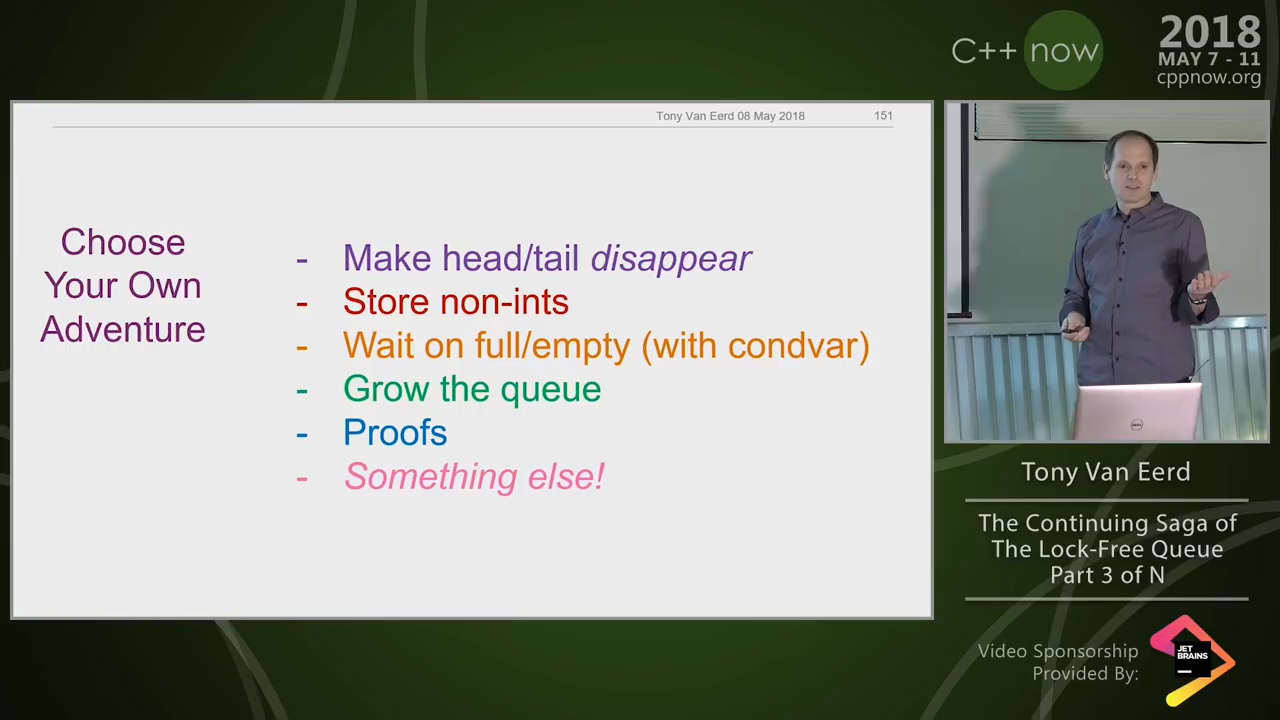 C++ now
2018
MAY 7 - 11
cppnow.org
Tony Van Eerd 08 May 2018 151
Choose
Your Own
Adventure
- Make head/tail disappear
- Store non-ints
- Wait on full/empty (with condvar)
- Grow the queue
- Proofs
- Something else!
DELL
Tony Van Eerd
The Continuing Saga of
The Lock-Free Queue
Part 3 of N
Video Sponsorship
Provided By:
JET
BRAINS